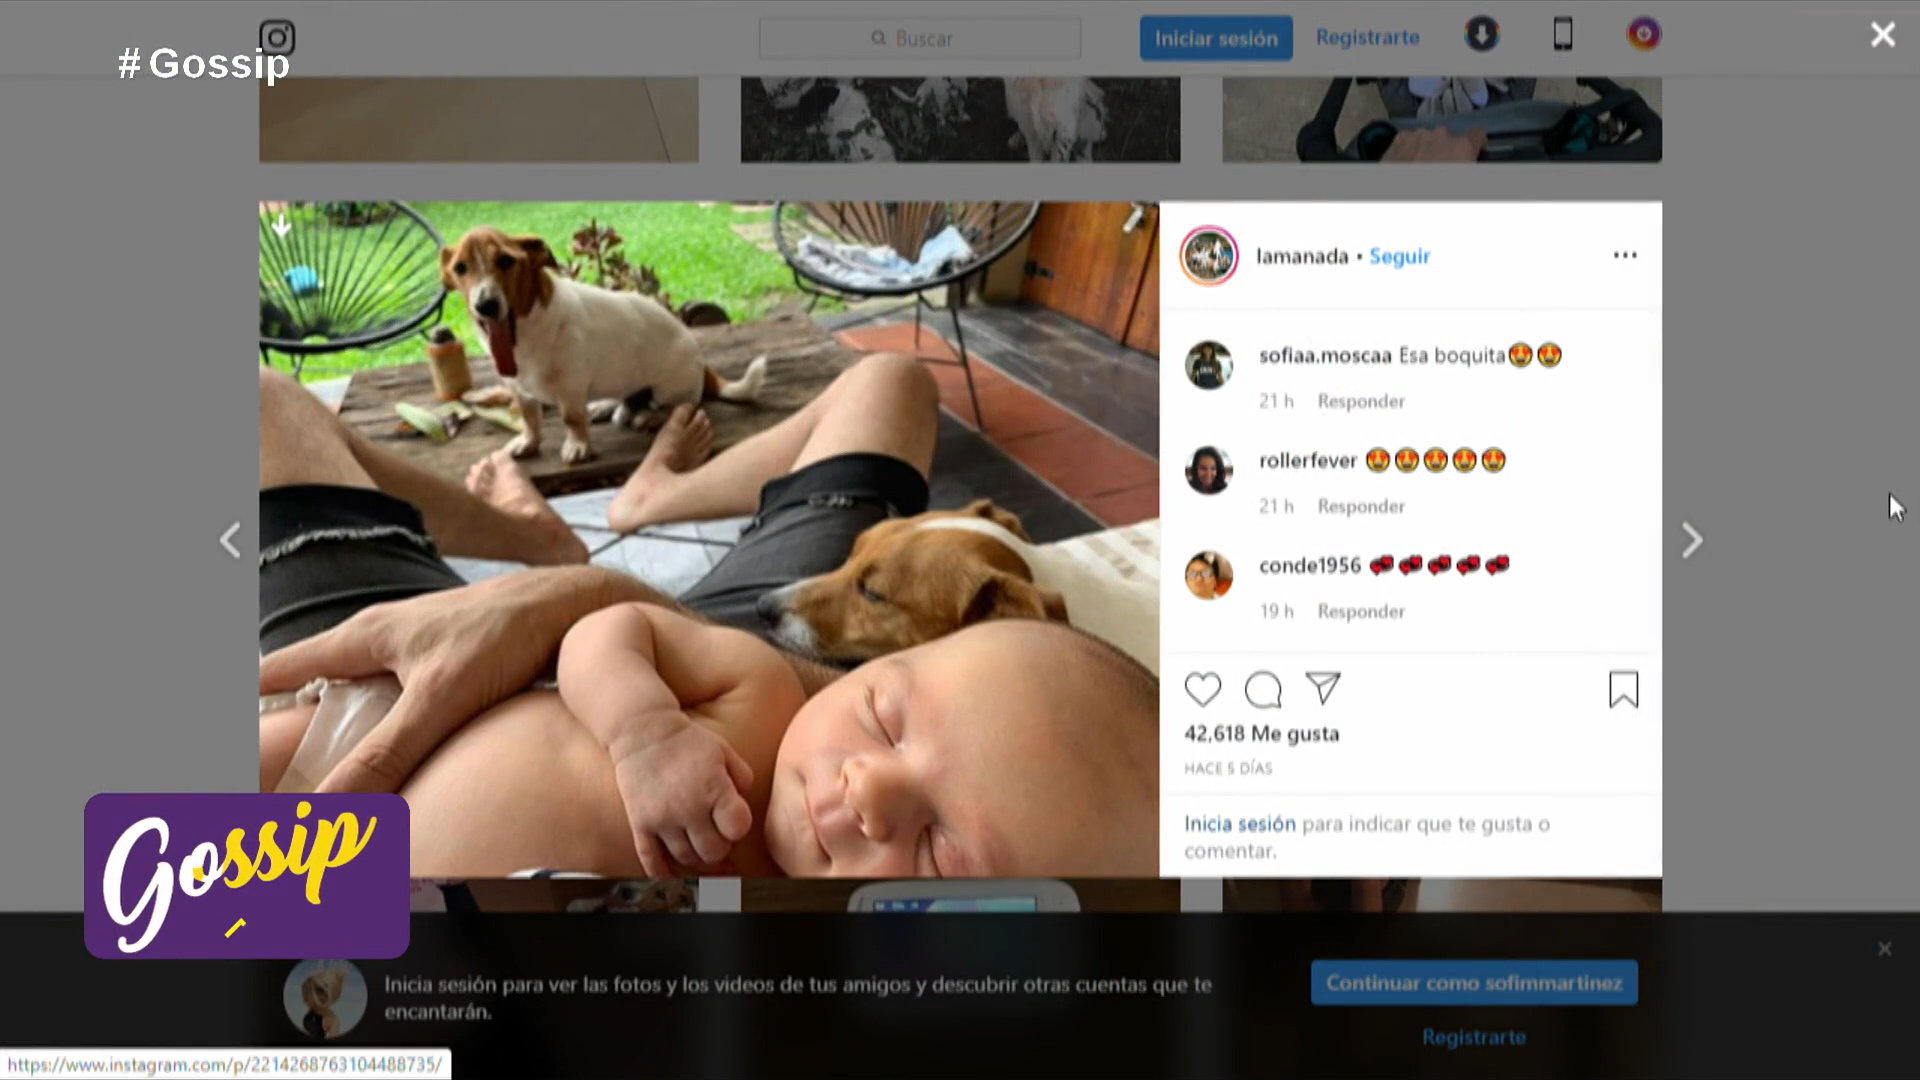 #Gossip
Buscar
Iniciar sesión
Registrarte
lamanada • Seguir
sofiaa.moscaa Esa boquita😍😍
21 h Responder
rollerfever 😍😍😍😍😍
21 h Responder
conde1956 💕💕💕💕💕
19 h Responder
42,618 Me gusta
HACE 5 DÍAS
Inicia sesión para indicar que te gusta o
comentar.
Gossip
Inicia sesión para ver las fotos y los videos de tus amigos y descubrir otras cuentas que te
encantarán.
Continuar como sofimmartinez
Registrarte
https://www.instagram.com/p/2214268763104488735/